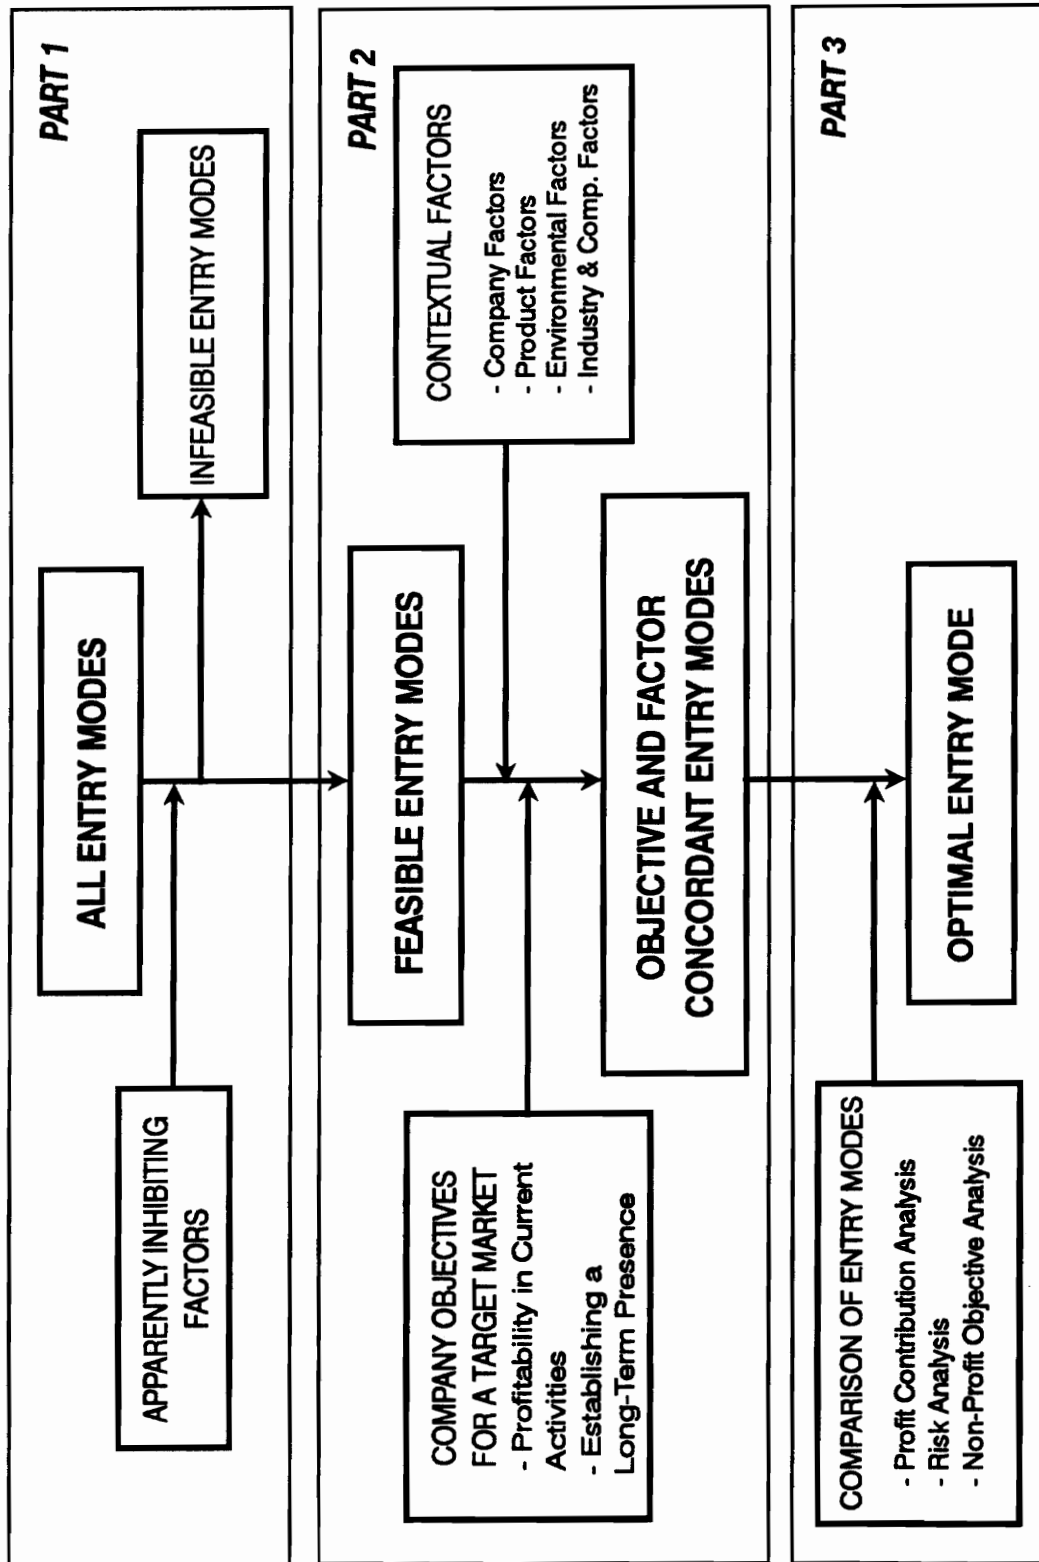 PART 1
ALL ENTRY MODES
APPARENTLY INHIBITING
FACTORS
INFEASIBLE ENTRY MODES
PART 2
FEASIBLE ENTRY MODES
COMPANY OBJECTIVES
FOR A TARGET MARKET
- Profitability in Current
Activities
- Establishing a
Long-Term Presence
CONTEXTUAL FACTORS
- Company Factors
- Product Factors
- Environmental Factors
- Industry & Comp. Factors
OBJECTIVE AND FACTOR
CONCORDANT ENTRY MODES
PART 3
COMPARISON OF ENTRY MODES
- Profit Contribution Analysis
- Risk Analysis
- Non-Profit Objective Analysis
OPTIMAL ENTRY MODE